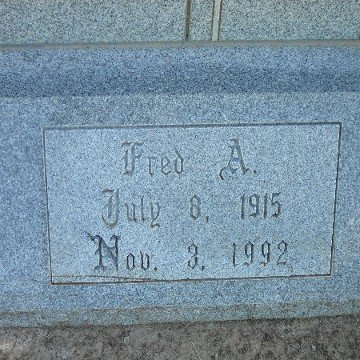 Fred A.
July 8, 1915
Nov. 3, 1992